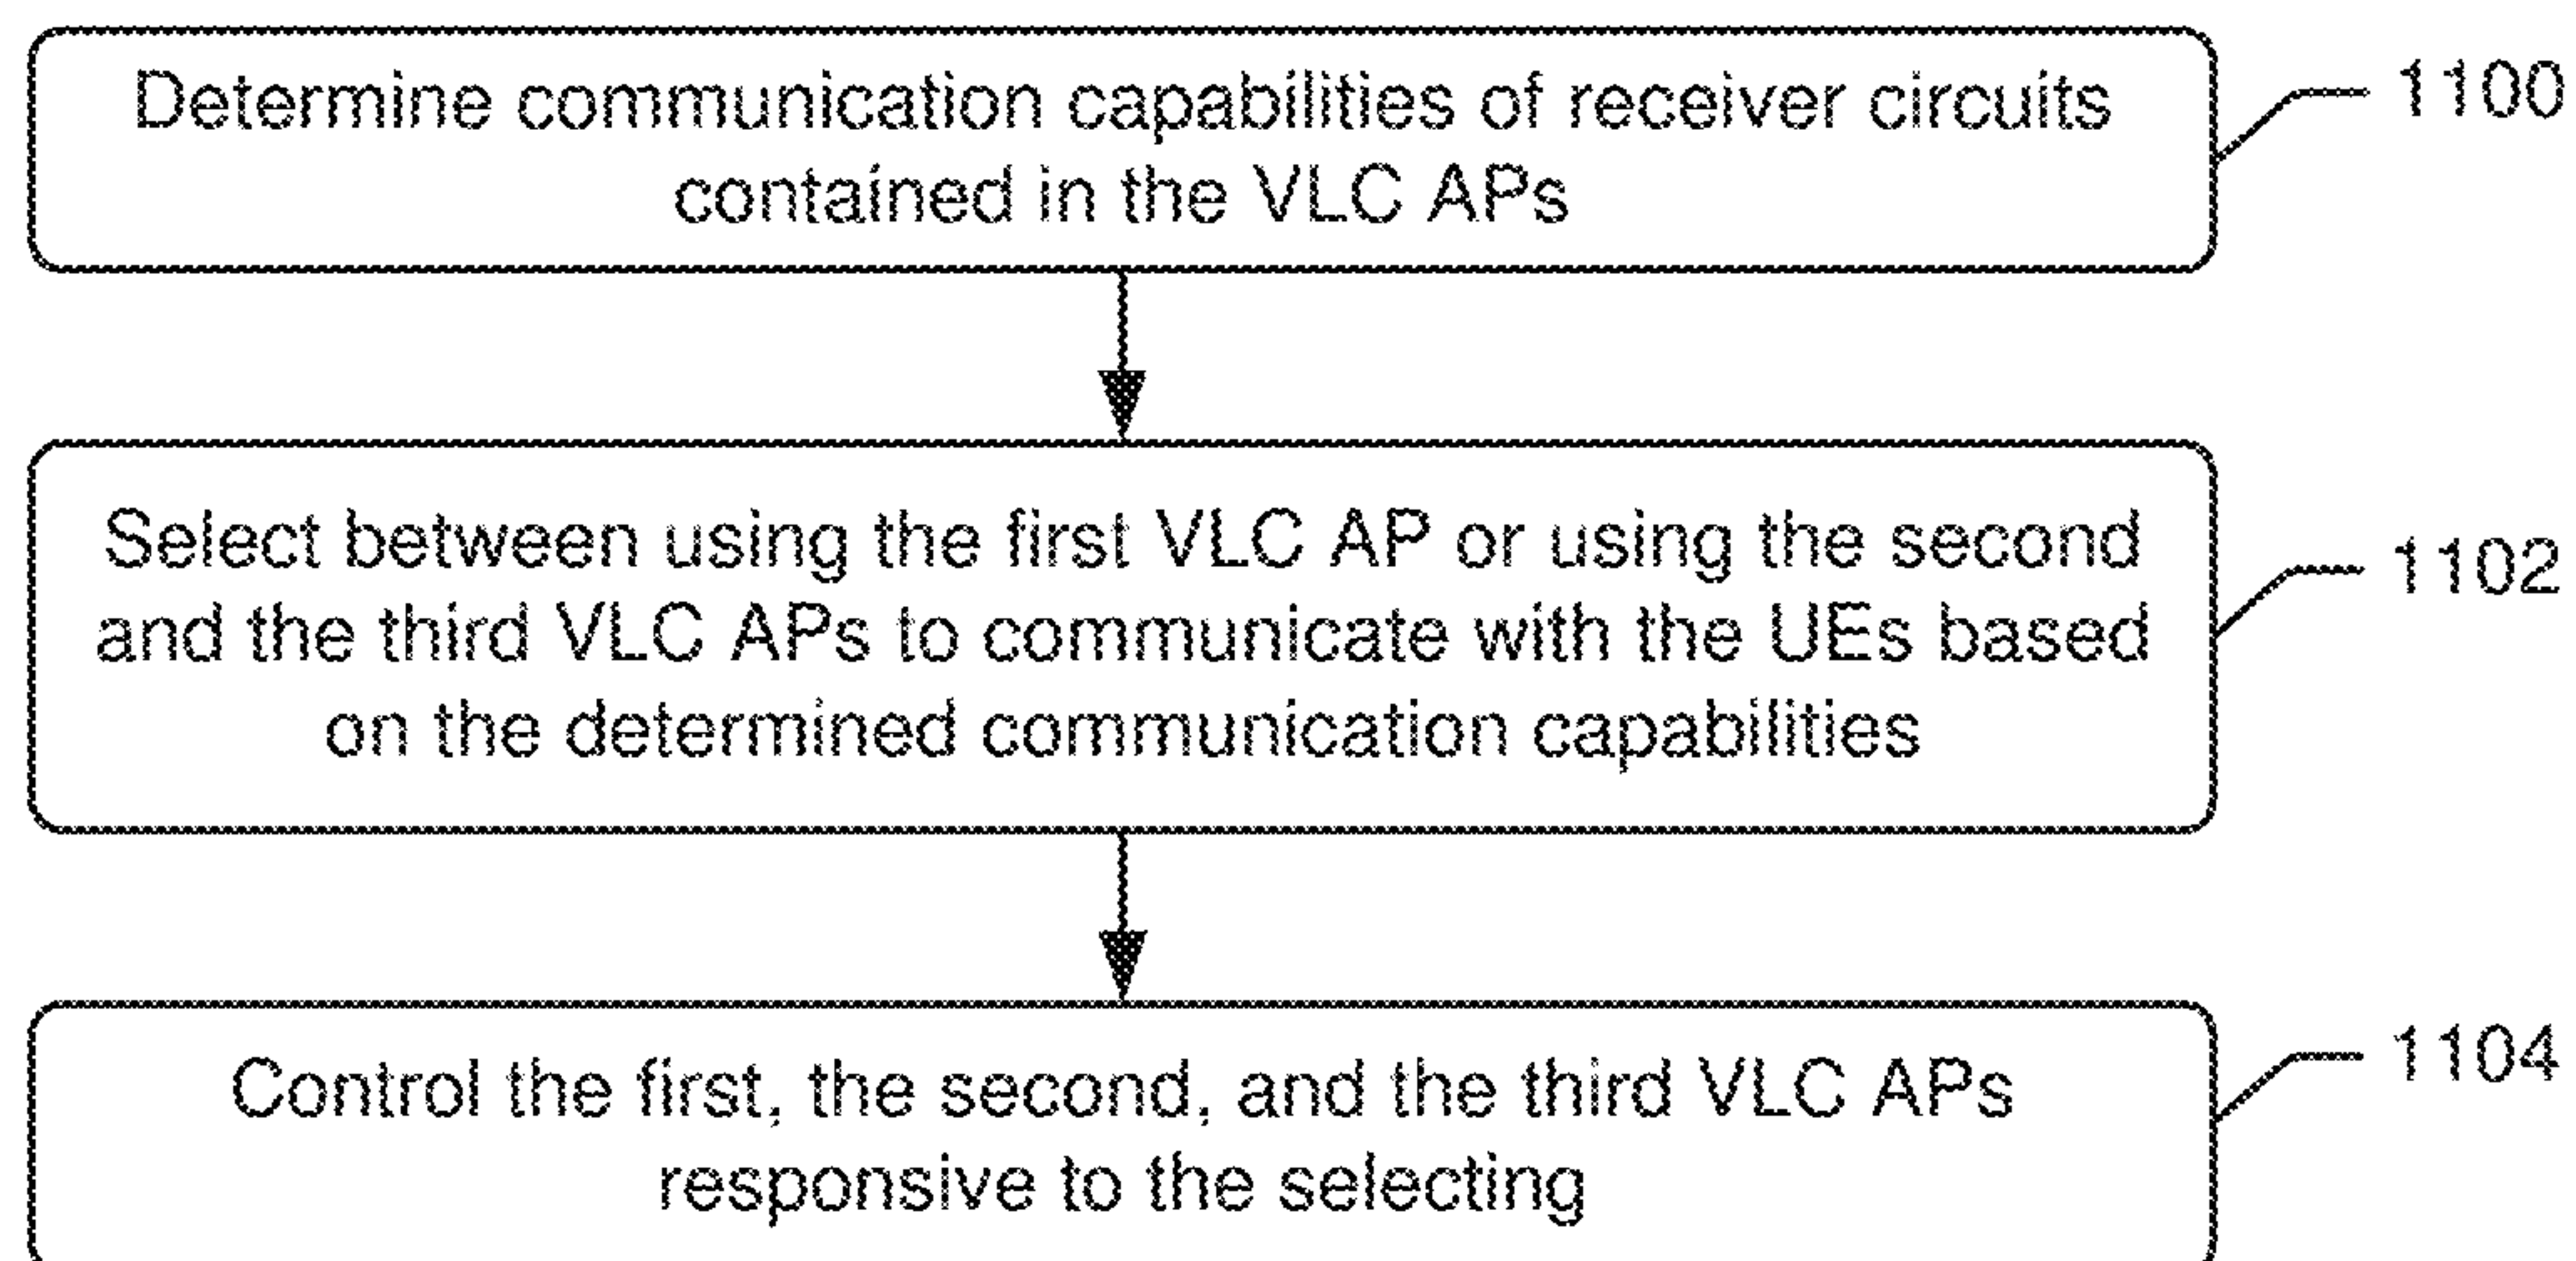 Determine communication capabilities of receiver circuits
contained in the VLC APs
1100
Select between using the first VLC AP or using the second
and the third VLC APs to communicate with the UEs based
on the determined communication capabilities
1102
Control the first, the second, and the third VLC APs
responsive to the selecting
1104